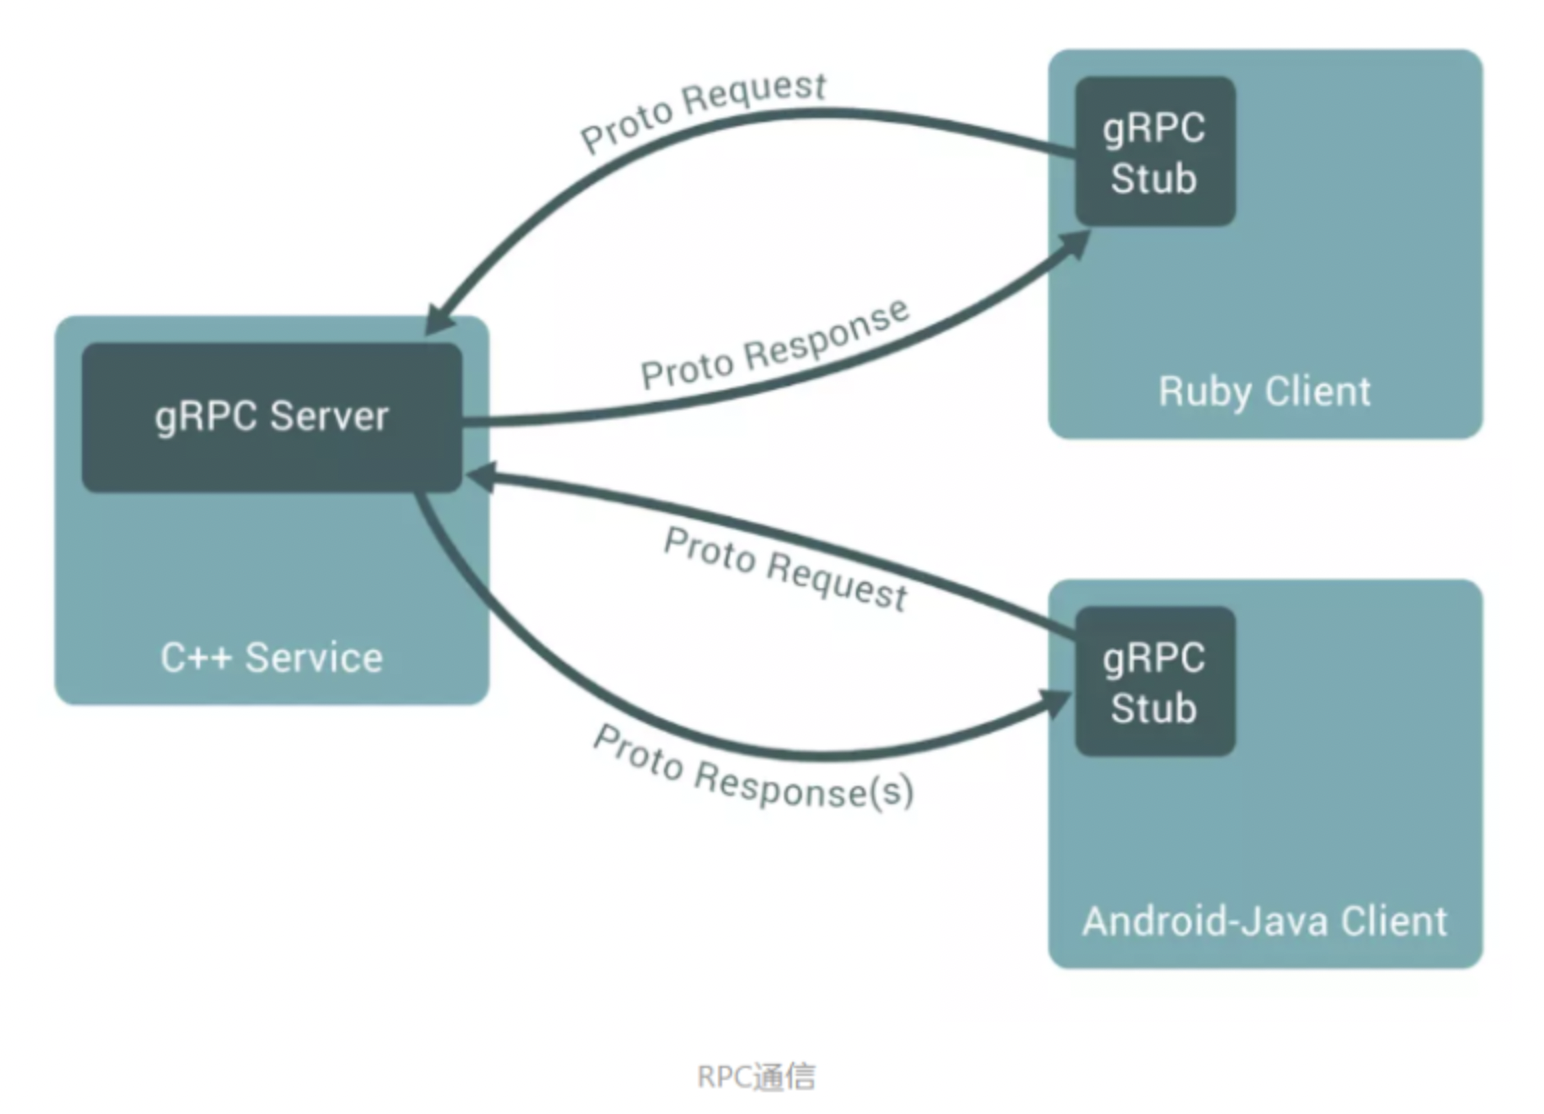 Proto Request
gRPC
Stub
Ruby Client
Proto Response
gRPC Server
C++ Service
Proto Request
gRPC
Stub
Android-Java Client
Proto Response(s)
RPC通信